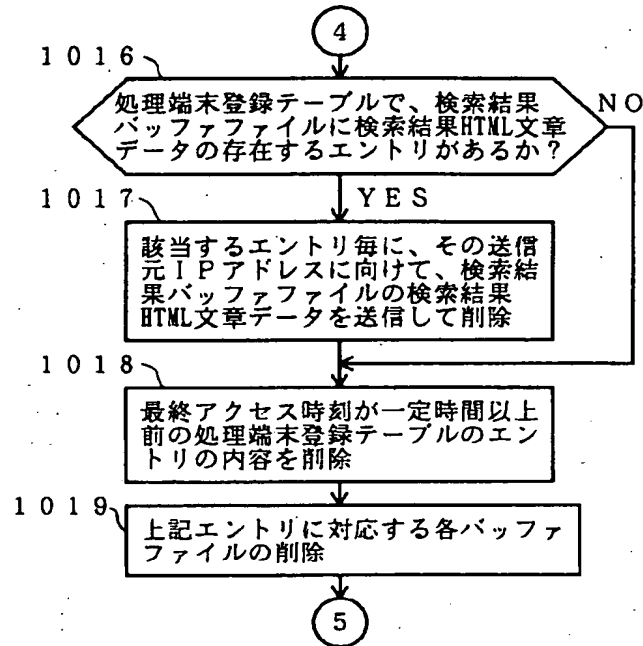 4
1016
処理端末登録テーブルで、検索結果
バッファファイルに検索結果HTML文章
データの存在するエントリがあるか?
NO
YES
1017
該当するエントリ毎に、その送信
元IPアドレスに向けて、検索結
果バッファファイルの検索結果
HTML文章データを送信して削除
1018
最終アクセス時刻が一定時間以上
前の処理端末登録テーブルのエン
トリの内容を削除
1019
上記エントリに対応する各バッファ
ファイルの削除
5